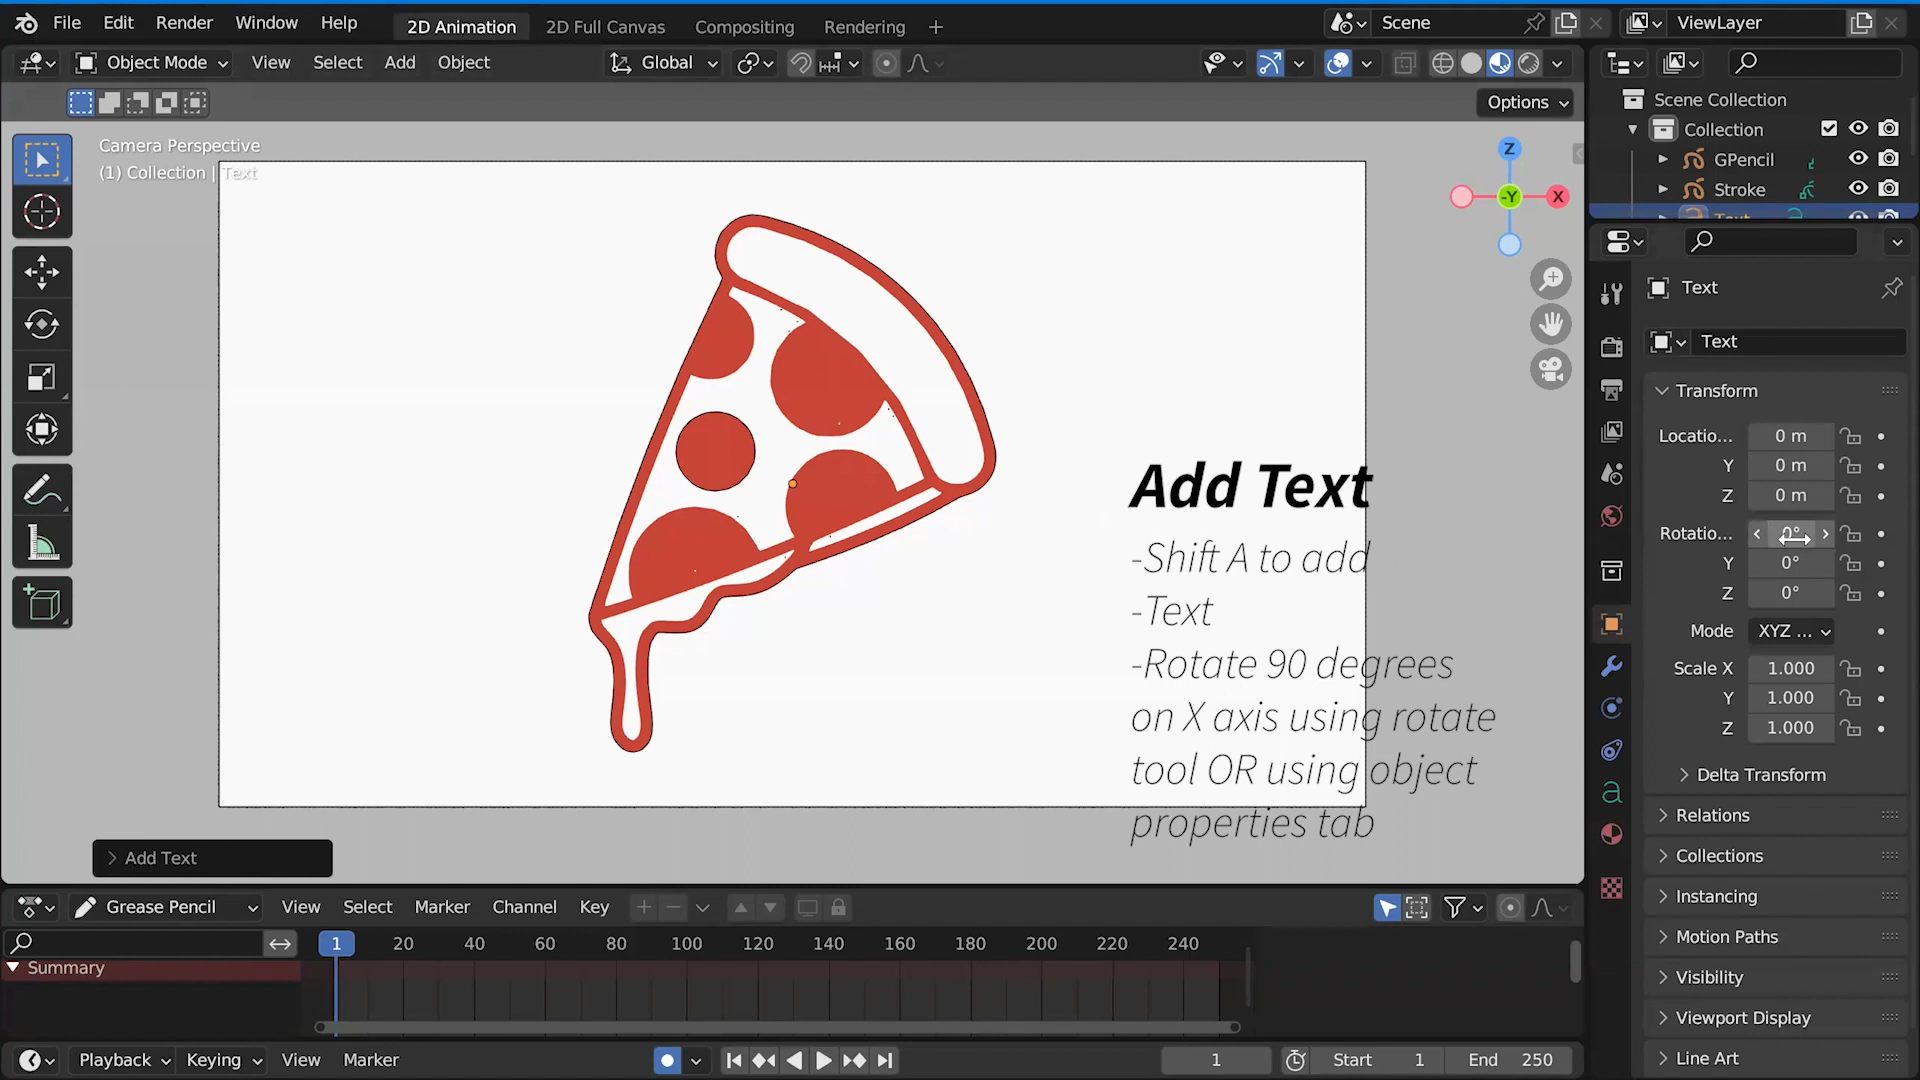 File Edit Render Window Help 2D Animation 2D Full Canvas Compositing Rendering + Scene ViewLayer
Object Mode View Select Add Object Global
Options
Camera Perspective
(1) Collection | Text
Z
-Y
X
Scene Collection
Collection
GPencil
Stroke
Text
Text
Text
Transform
Locatio... 0 m
Y 0 m
Z 0 m
Rotatio... 0°
Y 0°
Z 0°
Mode XYZ ...
Scale X 1.000
Y 1.000
Z 1.000
Delta Transform
Relations
Collections
Instancing
Motion Paths
Visibility
Viewport Display
Line Art
Add Text
-Shift A to add
-Text
-Rotate 90 degrees
on X axis using rotate
tool OR using object
properties tab
Add Text
Grease Pencil View Select Marker Channel Key
1 20 40 60 80 100 120 140 160 180 200 220 240
Summary
Playback Keying View Marker 1 Start 1 End 250